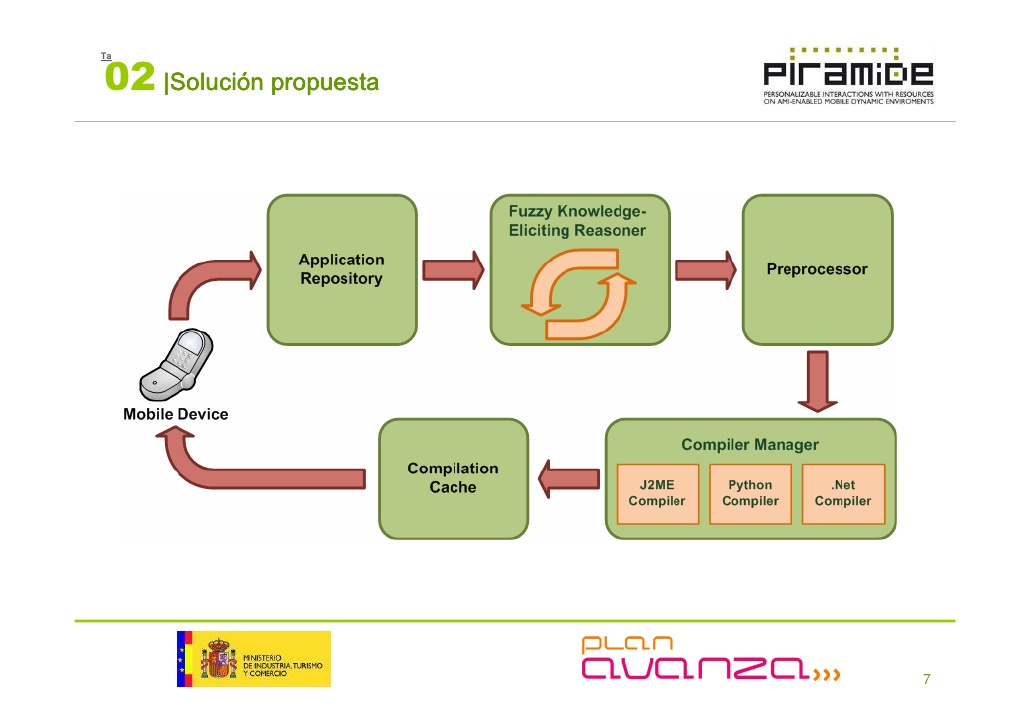 Ta
02 |Solución propuesta
PIRAMIDE
PERSONALIZABLE INTERACTIONS WITH RESOURCES
ON AMI-ENABLED MOBILE DYNAMIC ENVIROMENTS
Application
Repository
Fuzzy Knowledge-
Eliciting Reasoner
Preprocessor
Mobile Device
Compilation
Cache
Compiler Manager
J2ME
Compiler
Python
Compiler
.Net
Compiler
MINISTERIO
DE INDUSTRIA, TURISMO
Y COMERCIO
PLAN
avanza
7